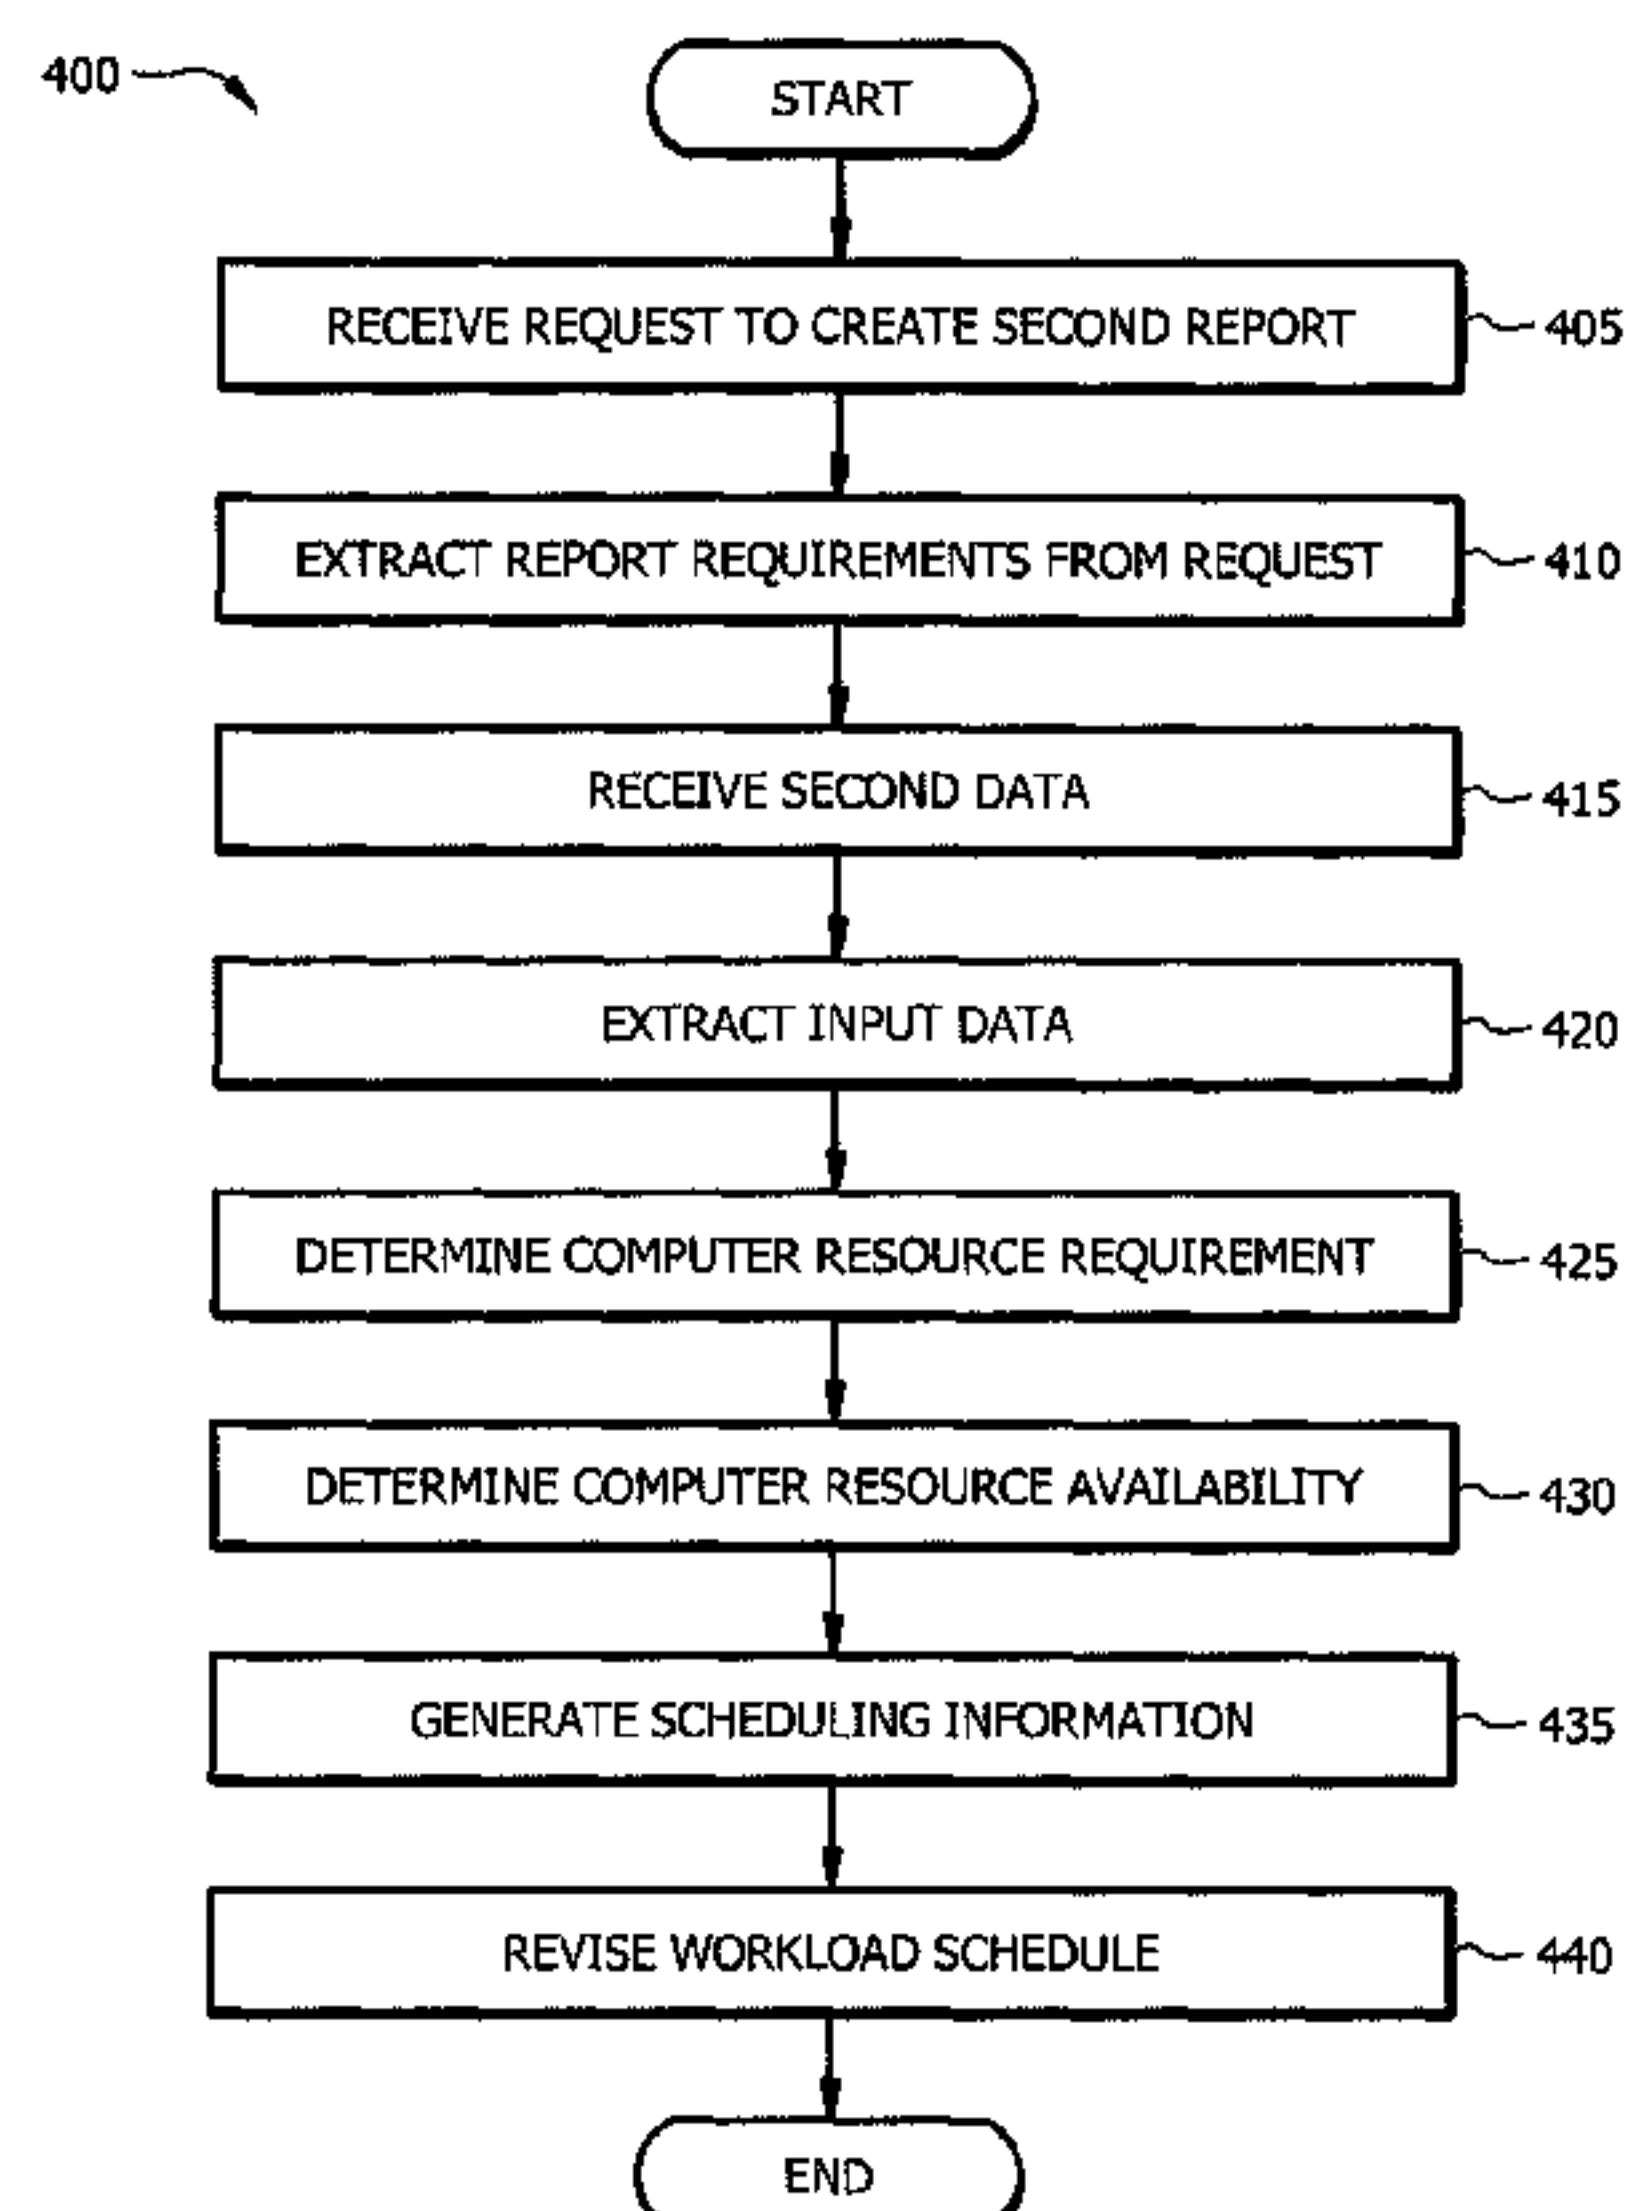 400
START
RECEIVE REQUEST TO CREATE SECOND REPORT
405
EXTRACT REPORT REQUIREMENTS FROM REQUEST
410
RECEIVE SECOND DATA
415
EXTRACT INPUT DATA
420
DETERMINE COMPUTER RESOURCE REQUIREMENT
425
DETERMINE COMPUTER RESOURCE AVAILABILITY
430
GENERATE SCHEDULING INFORMATION
435
REVISE WORKLOAD SCHEDULE
440
END